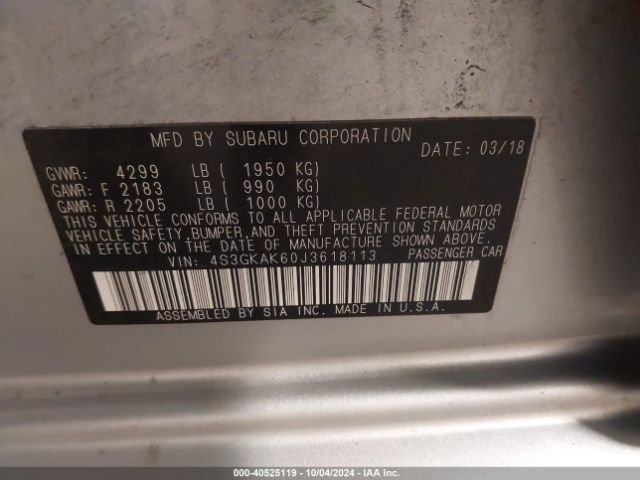 MFD BY SUBARU CORPORATION DATE: 03/18
GVWR: 4299 LB ( 1950 KG)
GAWR: F 2183 LB ( 990 KG)
GAWR: R 2205 LB ( 1000 KG)
THIS VEHICLE CONFORMS TO ALL APPLICABLE FEDERAL MOTOR
VEHICLE SAFETY,BUMPER,AND THEFT PREVENTION STANDARDS
IN EFFECT ON THE DATE OF MANUFACTURE SHOWN ABOVE.
VIN: 4S3GKAK60J3618113 PASSENGER CAR
ASSEMBLED BY SIA INC. IN U.S.A.
000-40525119 - 10/04/2024 - IAA Inc.